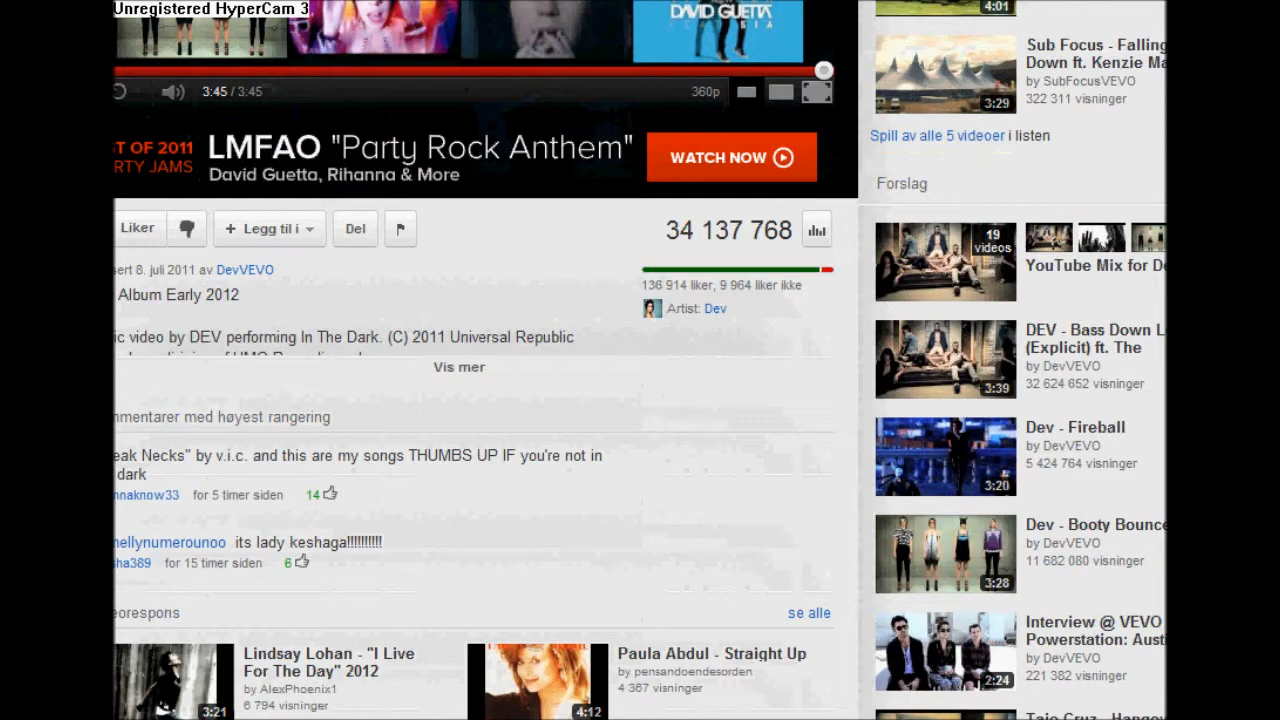 Unregistered HyperCam 3
DAVID GUETTA
3:45 / 3:45
360p
T OF 2011
RTY JAMS
LMFAO "Party Rock Anthem"
David Guetta, Rihanna & More
WATCH NOW
Liker
+ Legg til i
Del
34 137 768
sert 8. juli 2011 av DevVEVO
136 914 liker, 9 964 liker ikke
Album Early 2012
Artist: Dev
ic video by DEV performing In The Dark. (C) 2011 Universal Republic
Vis mer
mmentarer med høyest rangering
eak Necks" by v.i.c. and this are my songs THUMBS UP IF you're not in
dark
nnaknow33 for 5 timer siden 14
nellynumerounoo its lady keshaga!!!!!!!!!!!
sha389 for 15 timer siden 6
eorespons
se alle
3:21
Lindsay Lohan - "I Live
For The Day" 2012
by AlexPhoenix1
6 794 visninger
4:12
Paula Abdul - Straight Up
by pensandoendesorden
4 367 visninger
4:01
3:29
Sub Focus - Falling
Down ft. Kenzie Ma
by SubFocusVEVO
322 311 visninger
Spill av alle 5 videoer i listen
Forslag
19
videos
YouTube Mix for De
3:39
DEV - Bass Down L
(Explicit) ft. The
by DevVEVO
32 624 652 visninger
3:20
Dev - Fireball
by DevVEVO
5 424 764 visninger
3:28
Dev - Booty Bounce
by DevVEVO
11 682 080 visninger
2:24
Interview @ VEVO
Powerstation: Aust
by DevVEVO
221 382 visninger
Taio Cruz - Hangov